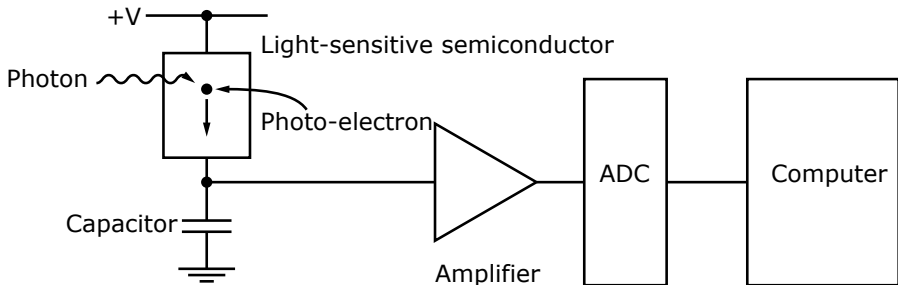 +V
Light-sensitive semiconductor
Photon
Photo-electron
ADC
Computer
Capacitor
Amplifier